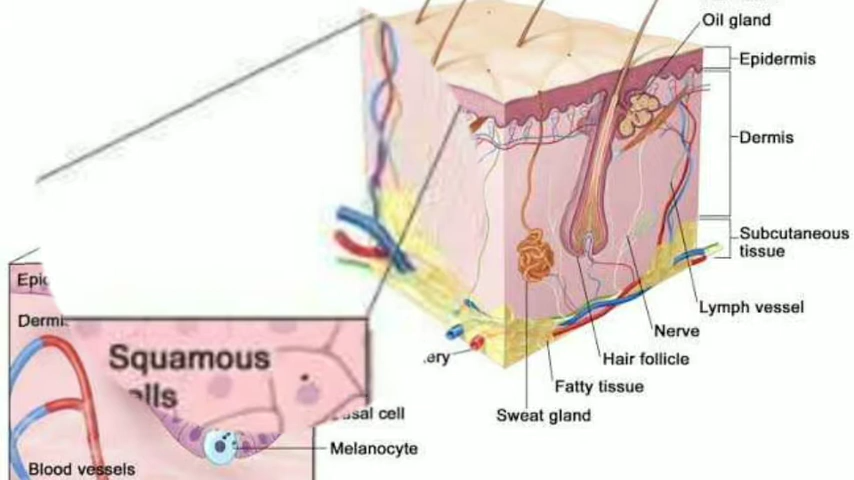 Oil gland
Epidermis
Dermis
Subcutaneous
tissue
Lymph vessel
Nerve
Hair follicle
Fatty tissue
Sweat gland
Squamous
Melanocyte
cell
Blood vessels